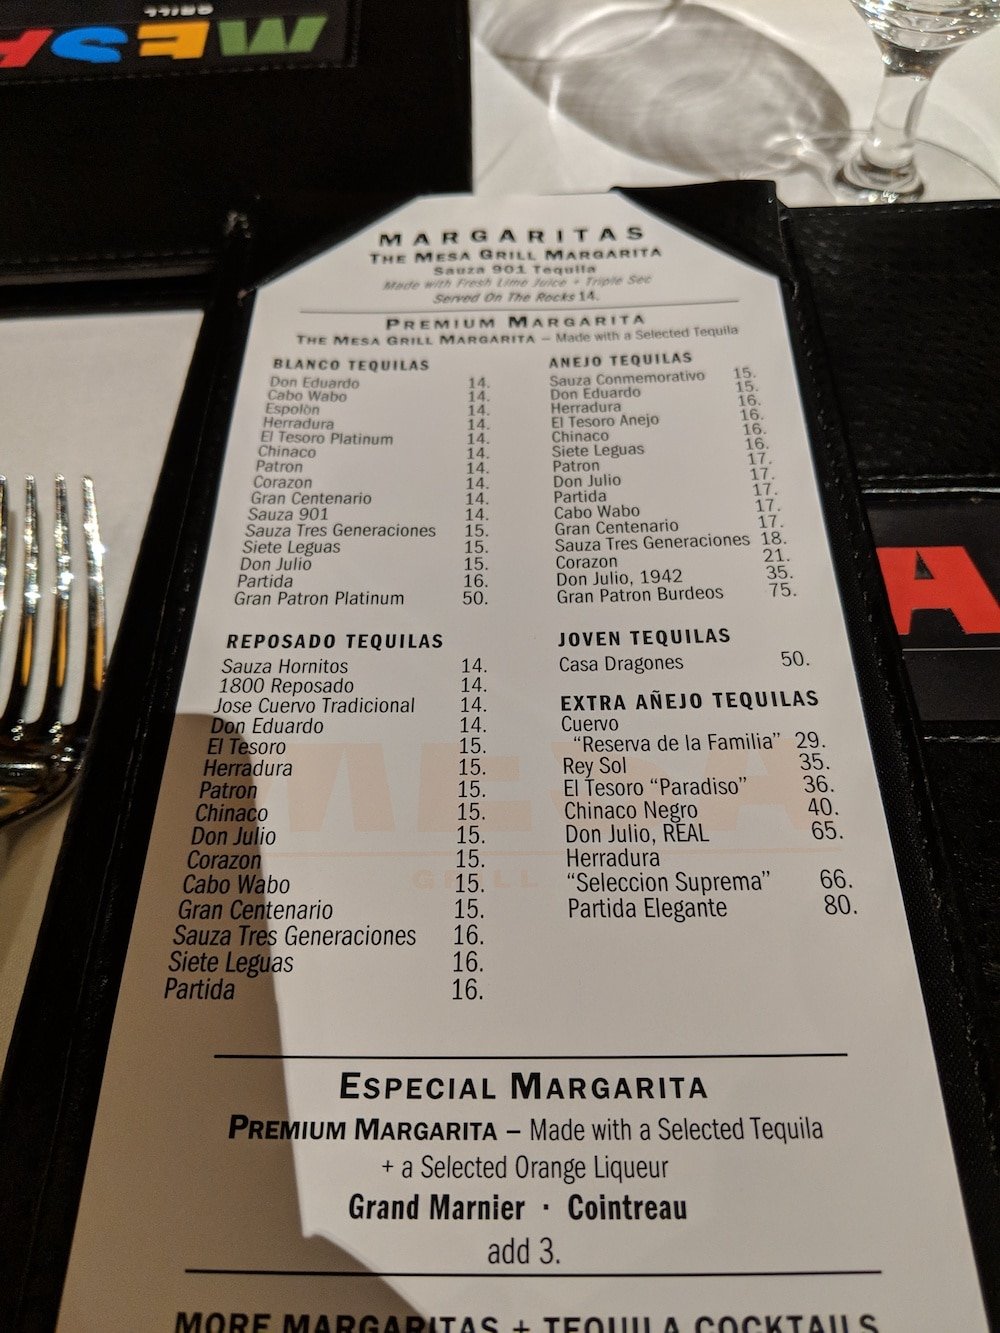 MESA
GRILL
MARGARITAS
THE MESA GRILL MARGARITA
Sauza 901 Tequila
Made with Fresh Lime Juice + Triple Sec
Served On The Rocks 14.
PREMIUM MARGARITA
THE MESA GRILL MARGARITA – Made with a Selected Tequila
BLANCO TEQUILAS
Don Eduardo 14.
Cabo Wabo 14.
Espolòn 14.
Herradura 14.
El Tesoro Platinum 14.
Chinaco 14.
Patron 14.
Corazon 14.
Gran Centenario 14.
Sauza 901 14.
Sauza Tres Generaciones 15.
Siete Leguas 15.
Don Julio 15.
Partida 16.
Gran Patron Platinum 50.
REPOSADO TEQUILAS
Sauza Hornitos 14.
1800 Reposado 14.
Jose Cuervo Tradicional 14.
Don Eduardo 14.
El Tesoro 15.
Herradura 15.
Patron 15.
Chinaco 15.
Don Julio 15.
Corazon 15.
Cabo Wabo 15.
Gran Centenario 15.
Sauza Tres Generaciones 16.
Siete Leguas 16.
Partida 16.
ANEJO TEQUILAS
Sauza Conmemorativo 15.
Don Eduardo 15.
Herradura 16.
El Tesoro Anejo 16.
Chinaco 16.
Siete Leguas 16.
Patron 17.
Don Julio 17.
Partida 17.
Cabo Wabo 17.
Gran Centenario 17.
Sauza Tres Generaciones 18.
Corazon 21.
Don Julio, 1942 35.
Gran Patron Burdeos 75.
JOVEN TEQUILAS
Casa Dragones 50.
EXTRA AÑEJO TEQUILAS
Cuervo
“Reserva de la Familia” 29.
Rey Sol 35.
El Tesoro “Paradiso” 36.
Chinaco Negro 40.
Don Julio, REAL 65.
Herradura
“Seleccion Suprema” 66.
Partida Elegante 80.
MESA
GRILL
ESPECIAL MARGARITA
PREMIUM MARGARITA – Made with a Selected Tequila
+ a Selected Orange Liqueur
Grand Marnier · Cointreau
add 3.
MORE MARGARITAS + TEQUILA COCKTAILS
A